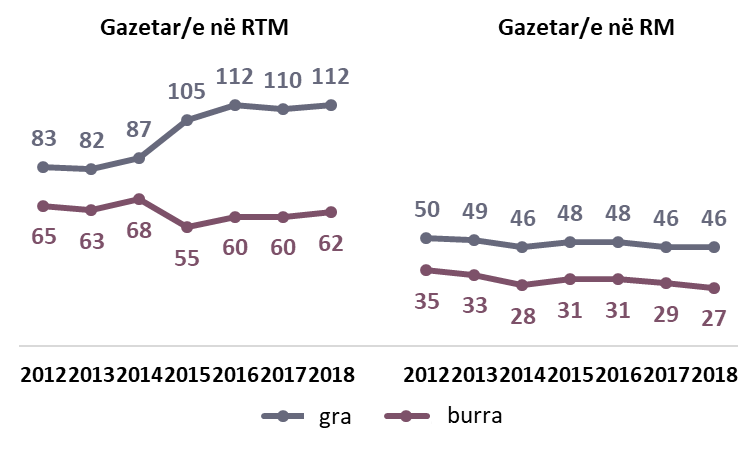 Gazetar/e në RTM
Gazetar/e në RM
83 82 87 105 112 110 112
65 63 68 55 60 60 62
50 49 46 48 48 46 46
35 33 28 31 31 29 27
2012 2013 2014 2015 2016 2017 2018
2012 2013 2014 2015 2016 2017 2018
gra burra